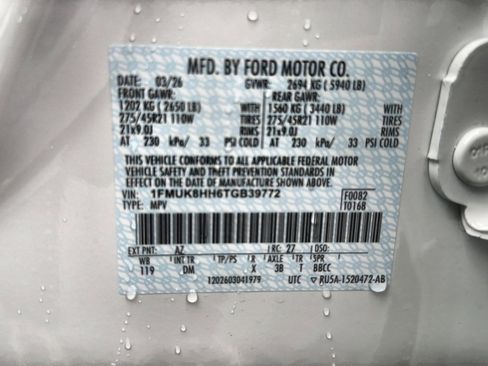 MFD. BY FORD MOTOR CO.
DATE: 03/26 GVWR: 2694 KG (5940 LB)
FRONT GAWR: REAR GAWR:
1202 KG (2650 LB) WITH 1560 KG (3440 LB) WITH
275/45R21 110W TIRES 275/45R21 110W TIRES
21x9.0J RIMS 21x9.0J RIMS
AT 230 kPa/ 33 PSI COLD AT 230 kPa/ 33 PSI COLD
THIS VEHICLE CONFORMS TO ALL APPLICABLE FEDERAL MOTOR
VEHICLE SAFETY AND THEFT PREVENTION STANDARDS IN
EFFECT ON THE DATE OF MANUFACTURE SHOWN ABOVE.
VIN: 1FMUK8HH6TGB39772 F0082
TYPE: MPV T0168
EXT PNT: AZ RC: 27 DSO:
WB INT TR TP/PS R AXLE TR SPR
119 DM X 3B T BBCC
1202603041979 UTC RU5A-1520472-AB